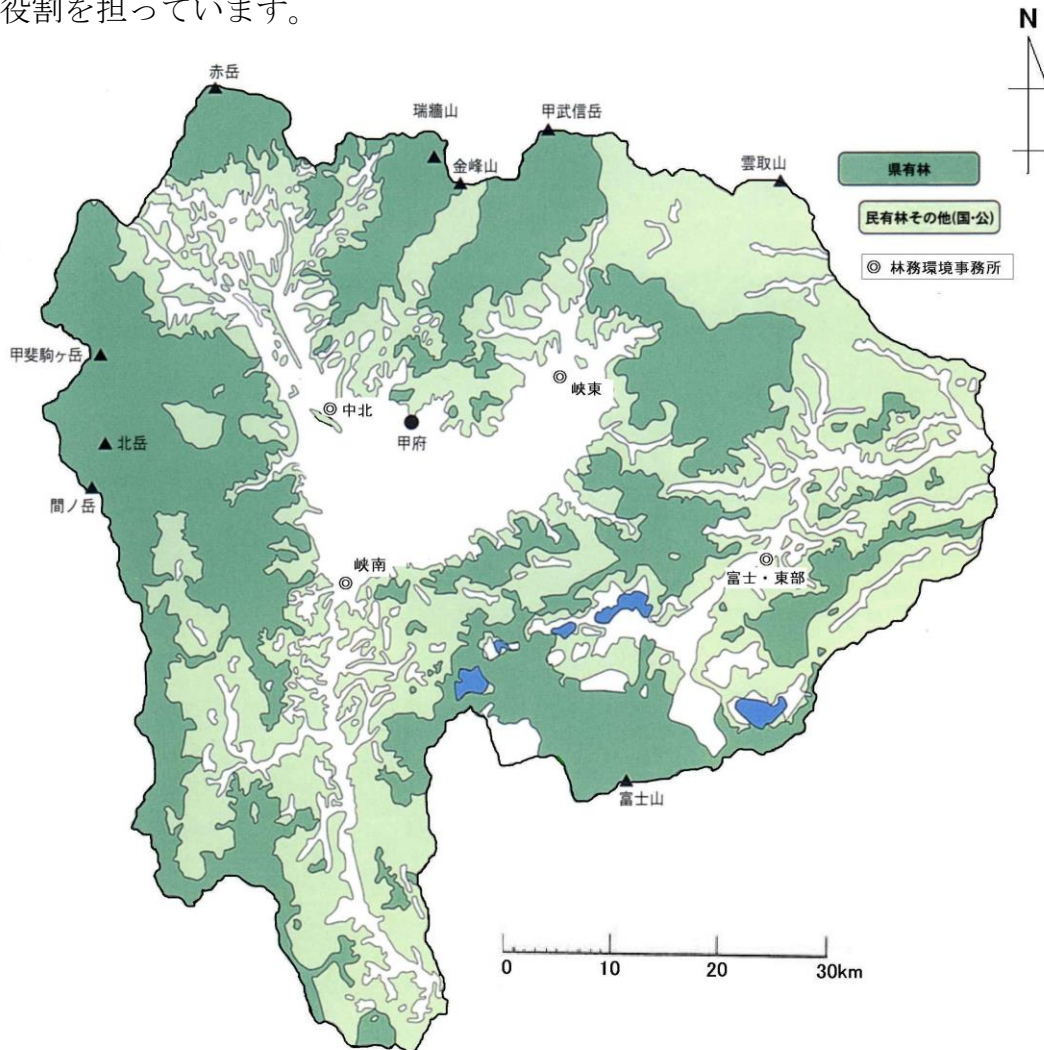 役割を担っています。
N
赤岳
瑞牆山
甲武信岳
金峰山
雲取山
県有林
民有林その他(国・公)
◎ 林務環境事務所
甲斐駒ヶ岳
峡東
中北
甲府
北岳
間ノ岳
峡南
富士・東部
富士山
0 10 20 30km